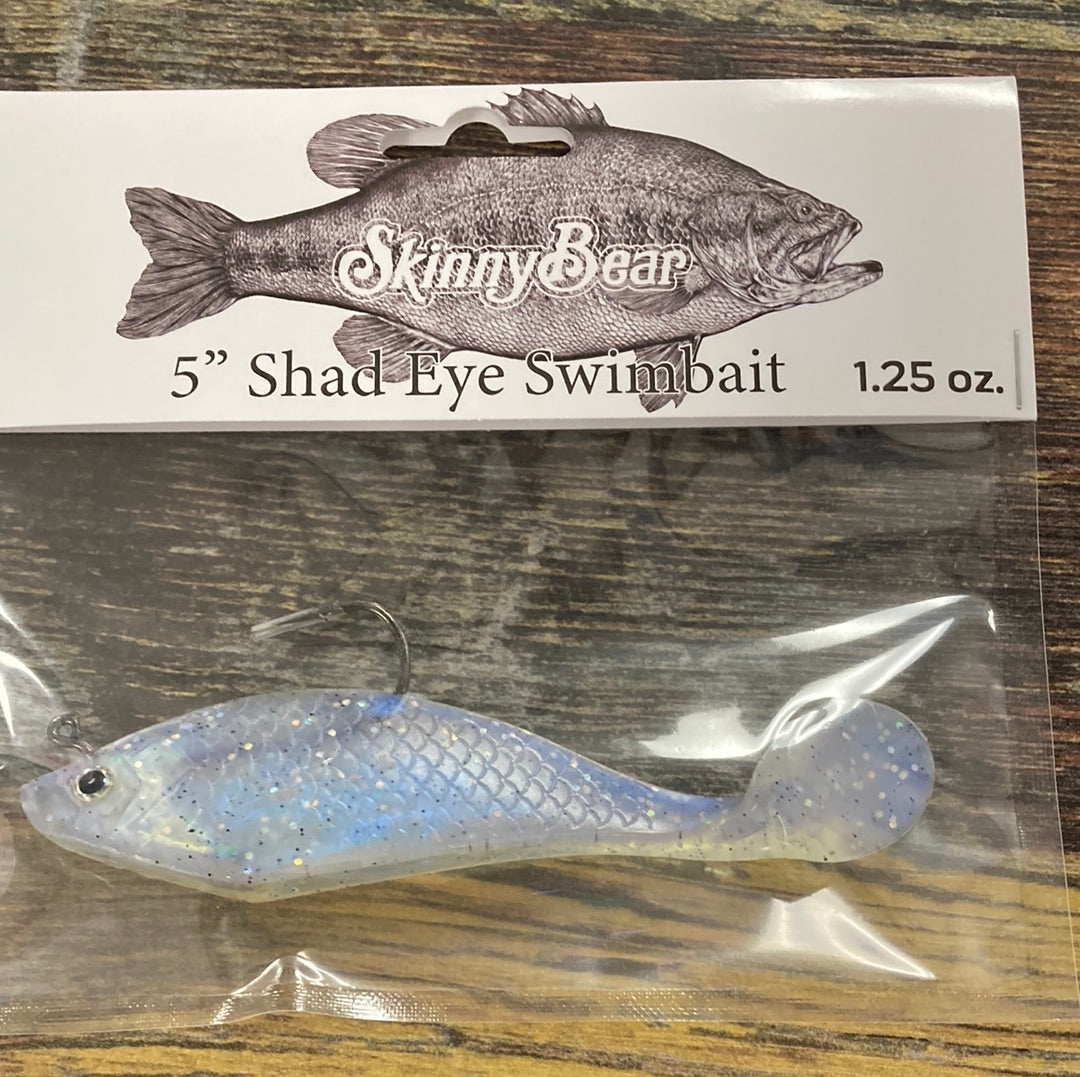 SkinnyBear
5” Shad Eye Swimbait
1.25 oz.